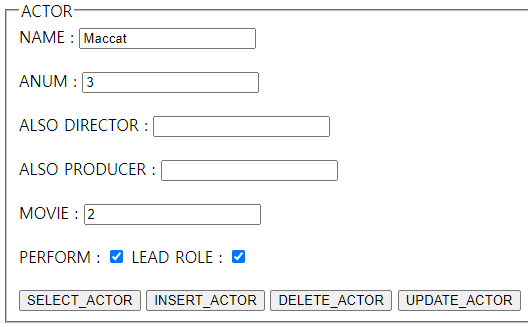 ACTOR
NAME : Maccat
ANUM : 3
ALSO DIRECTOR :
ALSO PRODUCER :
MOVIE : 2
PERFORM : LEAD ROLE :
SELECT_ACTOR INSERT_ACTOR DELETE_ACTOR UPDATE_ACTOR